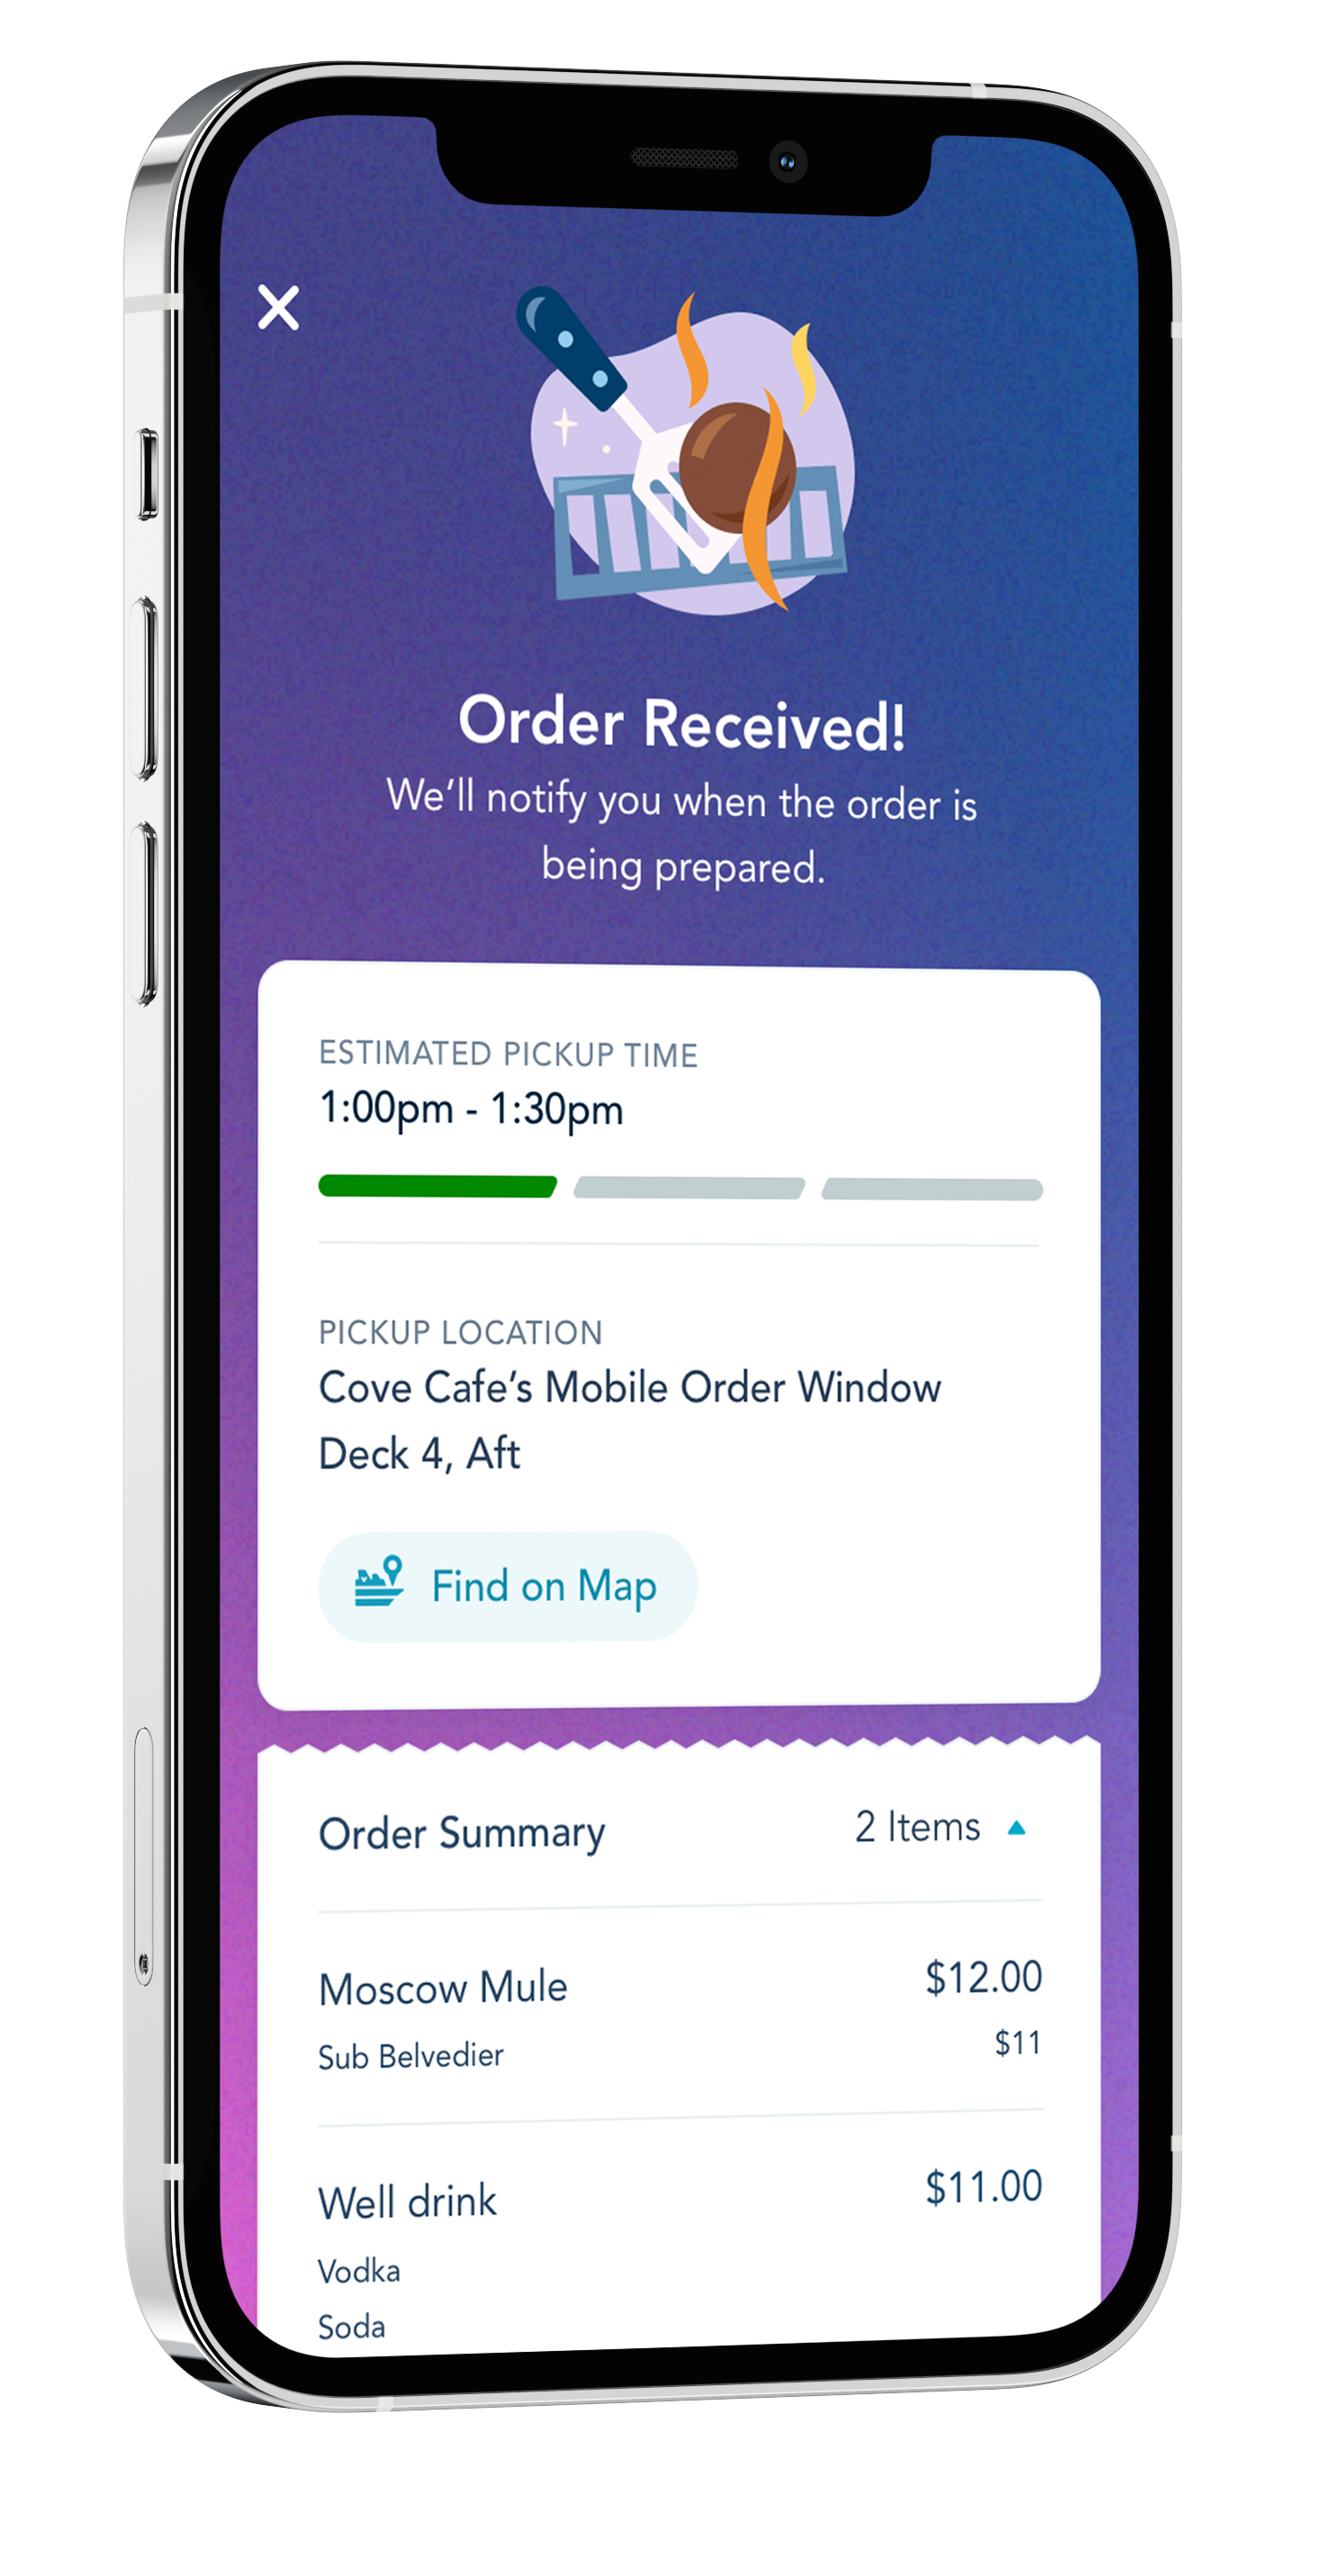 Order Received!
We'll notify you when the order is
being prepared.
ESTIMATED PICKUP TIME
1:00pm - 1:30pm
PICKUP LOCATION
Cove Cafe's Mobile Order Window
Deck 4, Aft
Find on Map
Order Summary 2 Items
Moscow Mule $12.00
Sub Belvedier $11
Well drink $11.00
Vodka
Soda